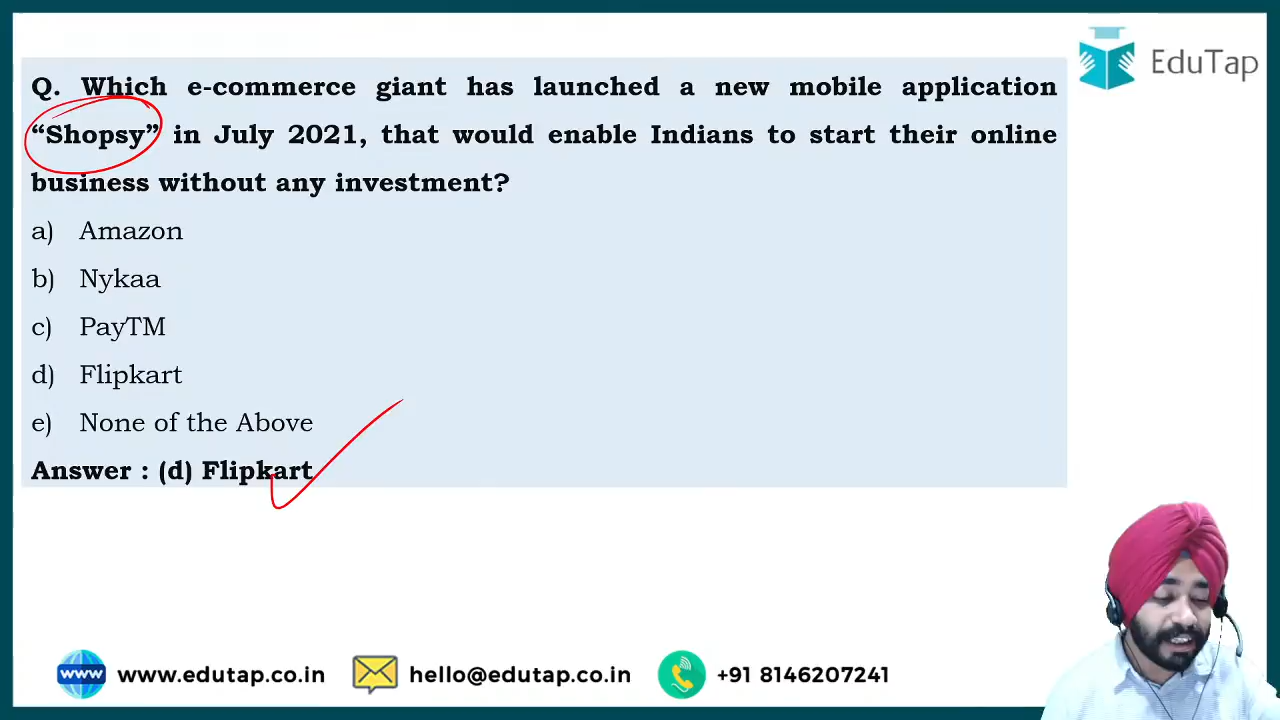 EduTap
Q. Which e-commerce giant has launched a new mobile application
“Shopsy” in July 2021, that would enable Indians to start their online
business without any investment?
a) Amazon
b) Nykaa
c) PayTM
d) Flipkart
e) None of the Above
Answer : (d) Flipkart
www www.edutap.co.in hello@edutap.co.in +91 8146207241